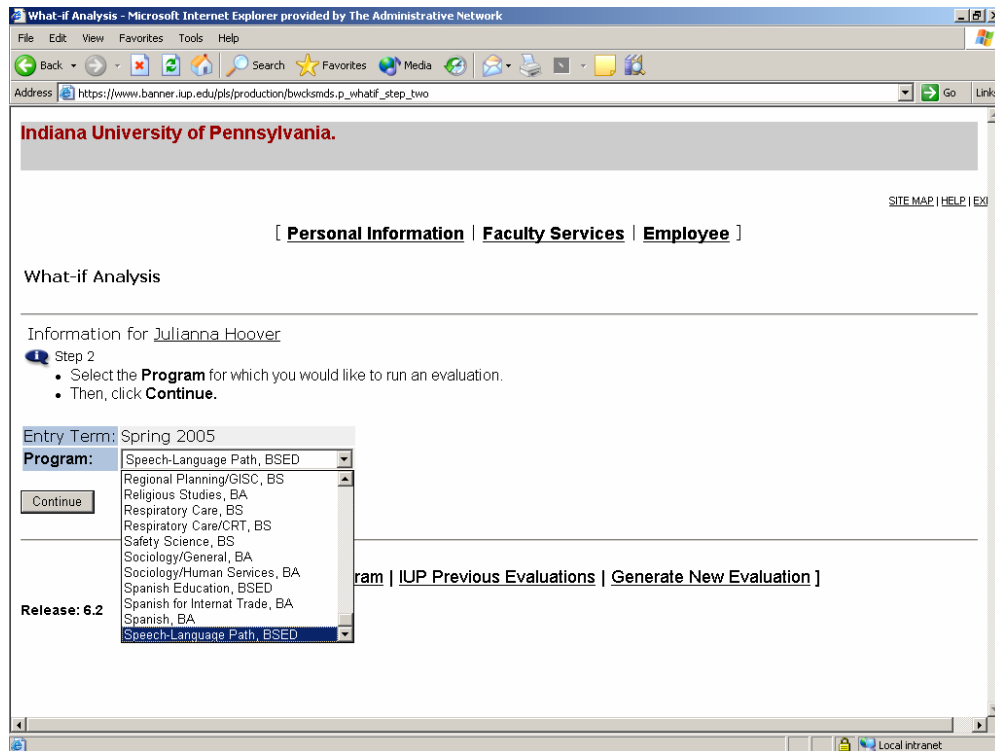 What-if Analysis - Microsoft Internet Explorer provided by The Administrative Network
File Edit View Favorites Tools Help
Back Search Favorites Media
Address https://www.banner.iup.edu/pls/production/bwcksmds.p_whatif_step_two Go Link
Indiana University of Pennsylvania.
SITE MAP | HELP | EXI
[ Personal Information | Faculty Services | Employee ]
What-if Analysis
Information for Julianna Hoover
Step 2
• Select the Program for which you would like to run an evaluation.
• Then, click Continue.
Entry Term: Spring 2005
Program: Speech-Language Path, BSED
Regional Planning/GISC, BS
Religious Studies, BA
Continue
Respiratory Care, BS
Respiratory Care/CRT, BS
Safety Science, BS
Sociology/General, BA
Sociology/Human Services, BA
ram | IUP Previous Evaluations | Generate New Evaluation ]
Spanish Education, BSED
Spanish for Internat Trade, BA
Release: 6.2
Spanish, BA
Speech-Language Path, BSED
Local intranet